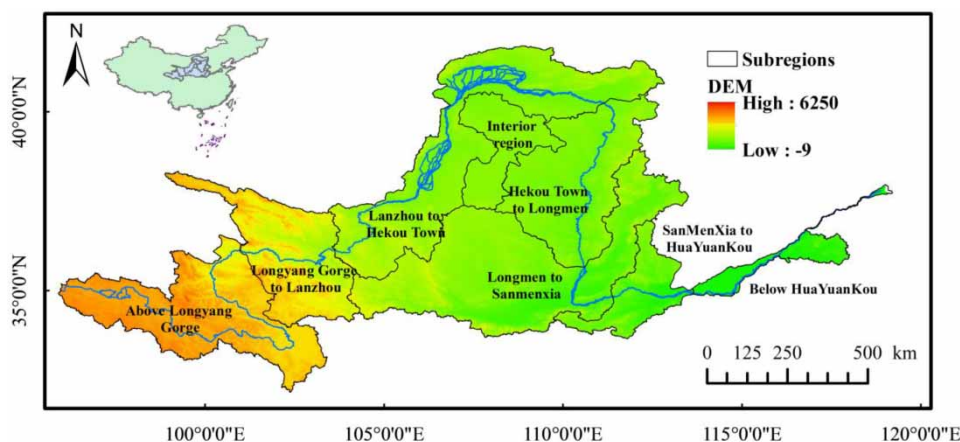 N
Subregions
DEM
High : 6250
Low : -9
40°0'0"N
35°0'0"N
Interior
region
Hekou Town
to Longmen
Lanzhou to
Hekou Town
SanMenXia to
HuaYuanKou
Longyang Gorge
to Lanzhou
Longmen to
Sanmenxia
Below HuaYuanKou
Above Longyang
Gorge
0 125 250 500 km
100°0'0"E 105°0'0"E 110°0'0"E 115°0'0"E 120°0'0"E